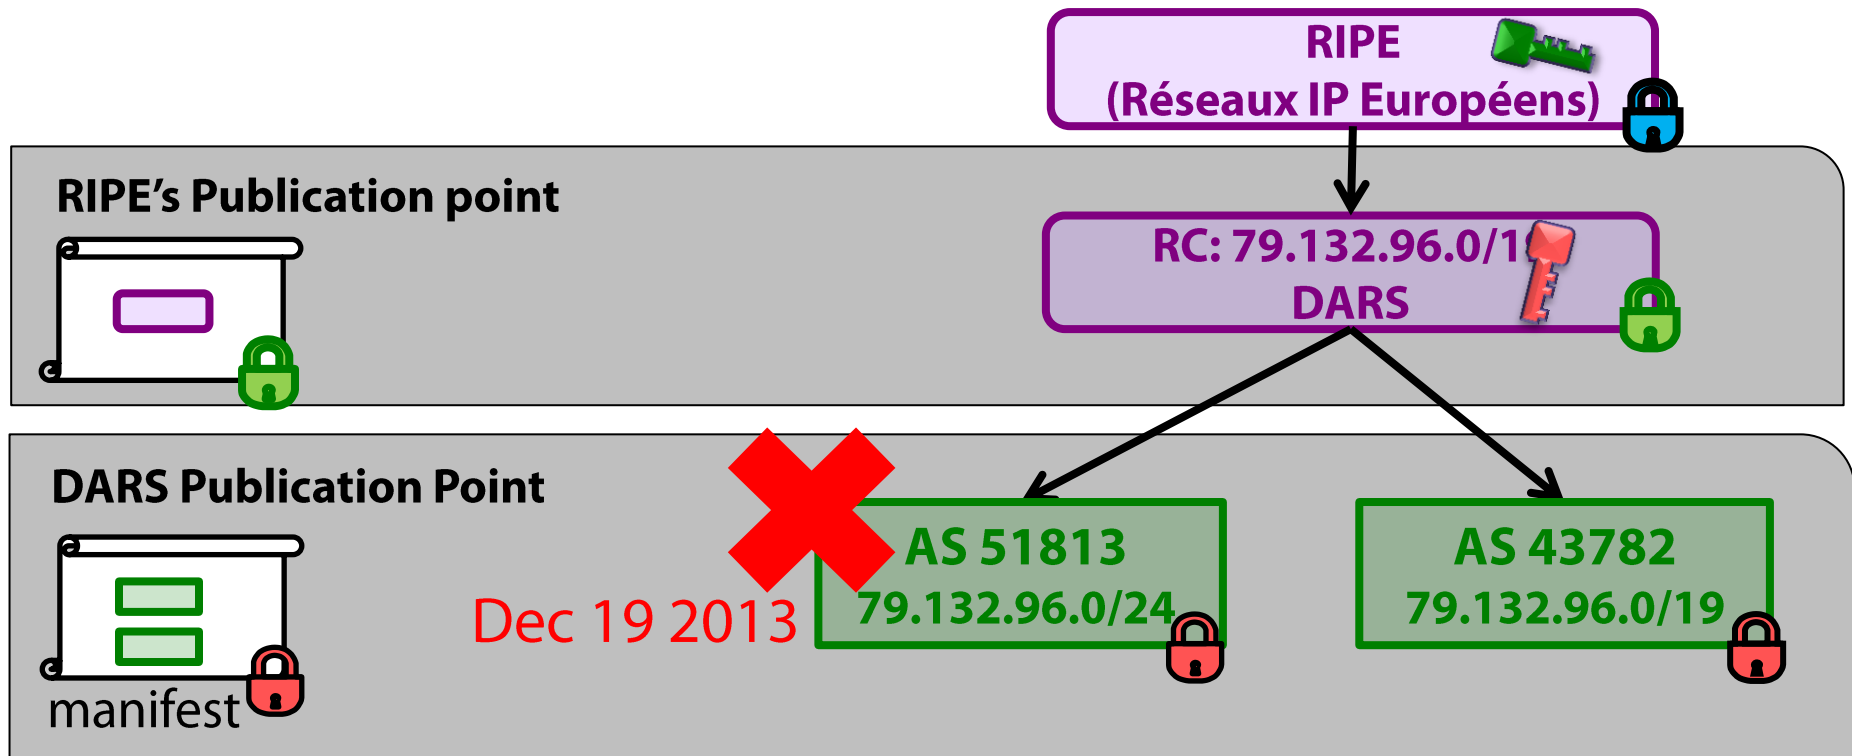 RIPE
(Réseaux IP Européens)
RIPE's Publication point
RC: 79.132.96.0/1
DARS
DARS Publication Point
AS 51813
79.132.96.0/24
AS 43782
79.132.96.0/19
Dec 19 2013
manifest